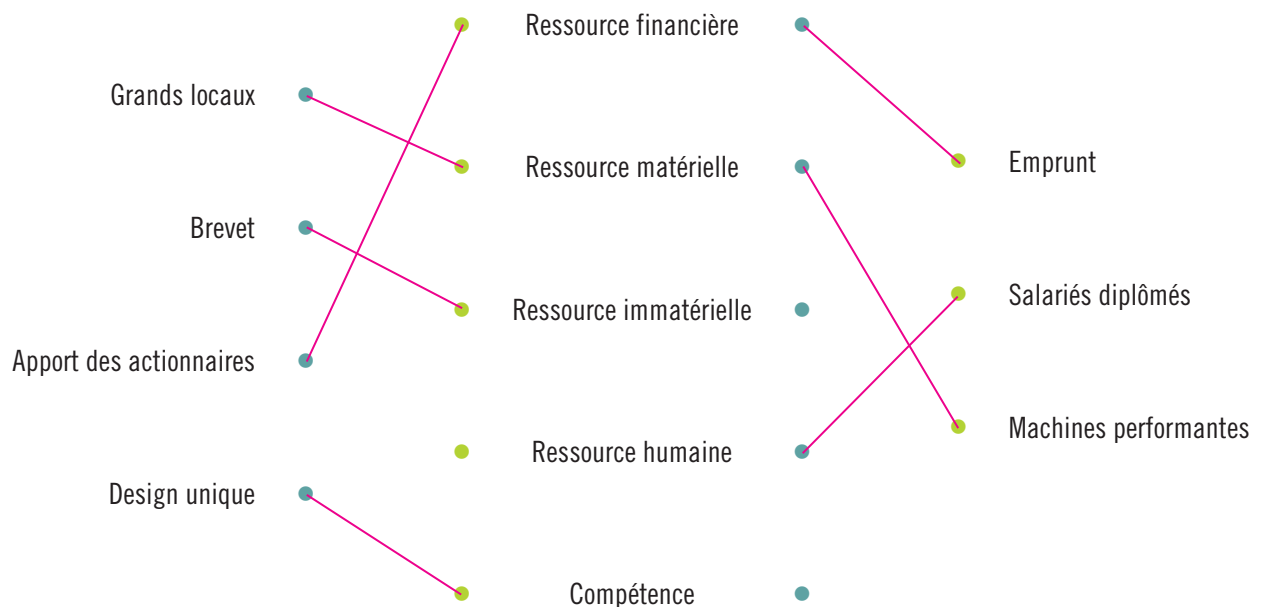 Ressource financière
Grands locaux
Emprunt
Ressource matérielle
Brevet
Salariés diplômés
Ressource immatérielle
Apport des actionnaires
Machines performantes
Ressource humaine
Design unique
Compétence